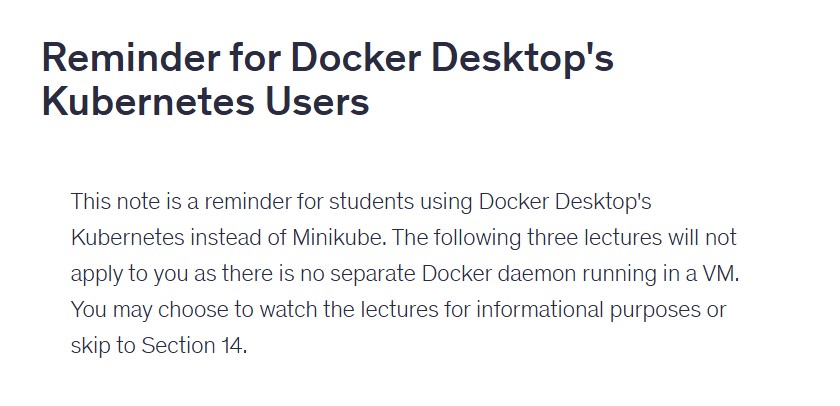 Reminder for Docker Desktop's
Kubernetes Users
This note is a reminder for students using Docker Desktop's
Kubernetes instead of Minikube. The following three lectures will not
apply to you as there is no separate Docker daemon running in a VM.
You may choose to watch the lectures for informational purposes or
skip to Section 14.